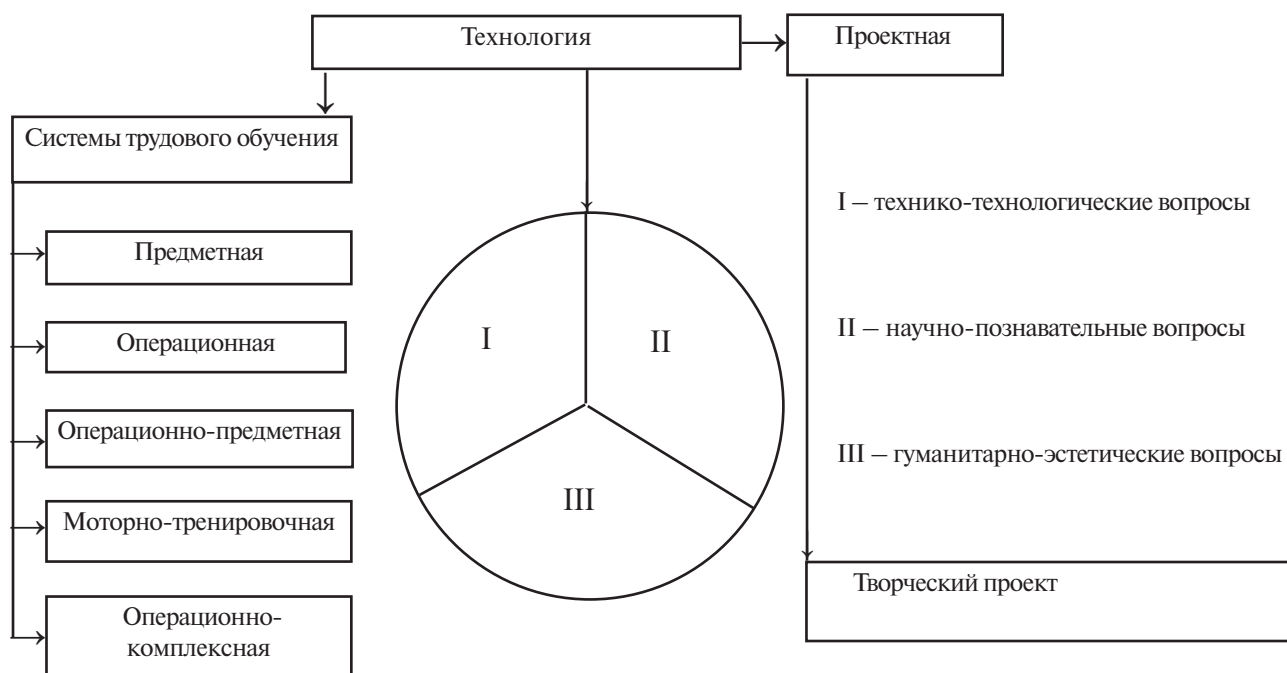 Технология
Проектная
Системы трудового обучения
Предметная
Операционная
Операционно-предметная
Моторно-тренировочная
Операционно-
комплексная
I
II
III
I – технико-технологические вопросы
II – научно-познавательные вопросы
III – гуманитарно-эстетические вопросы
Творческий проект